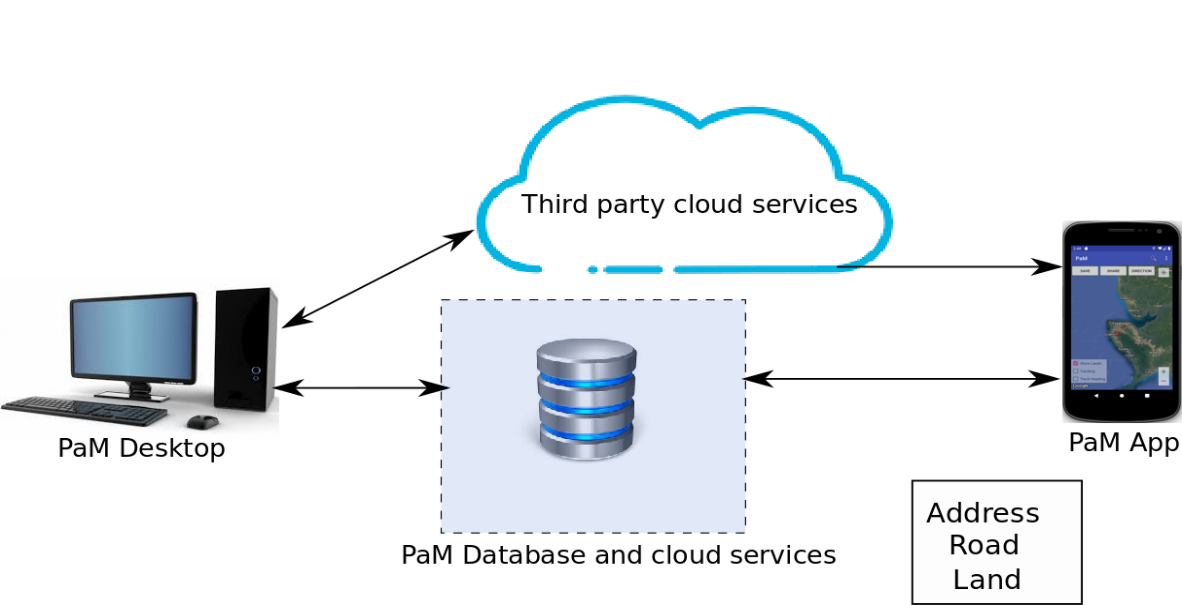 Third party cloud services
PaM
SAVE SHARE DIRECTION
PaM Desktop
PaM App
Address
Road
Land
PaM Database and cloud services